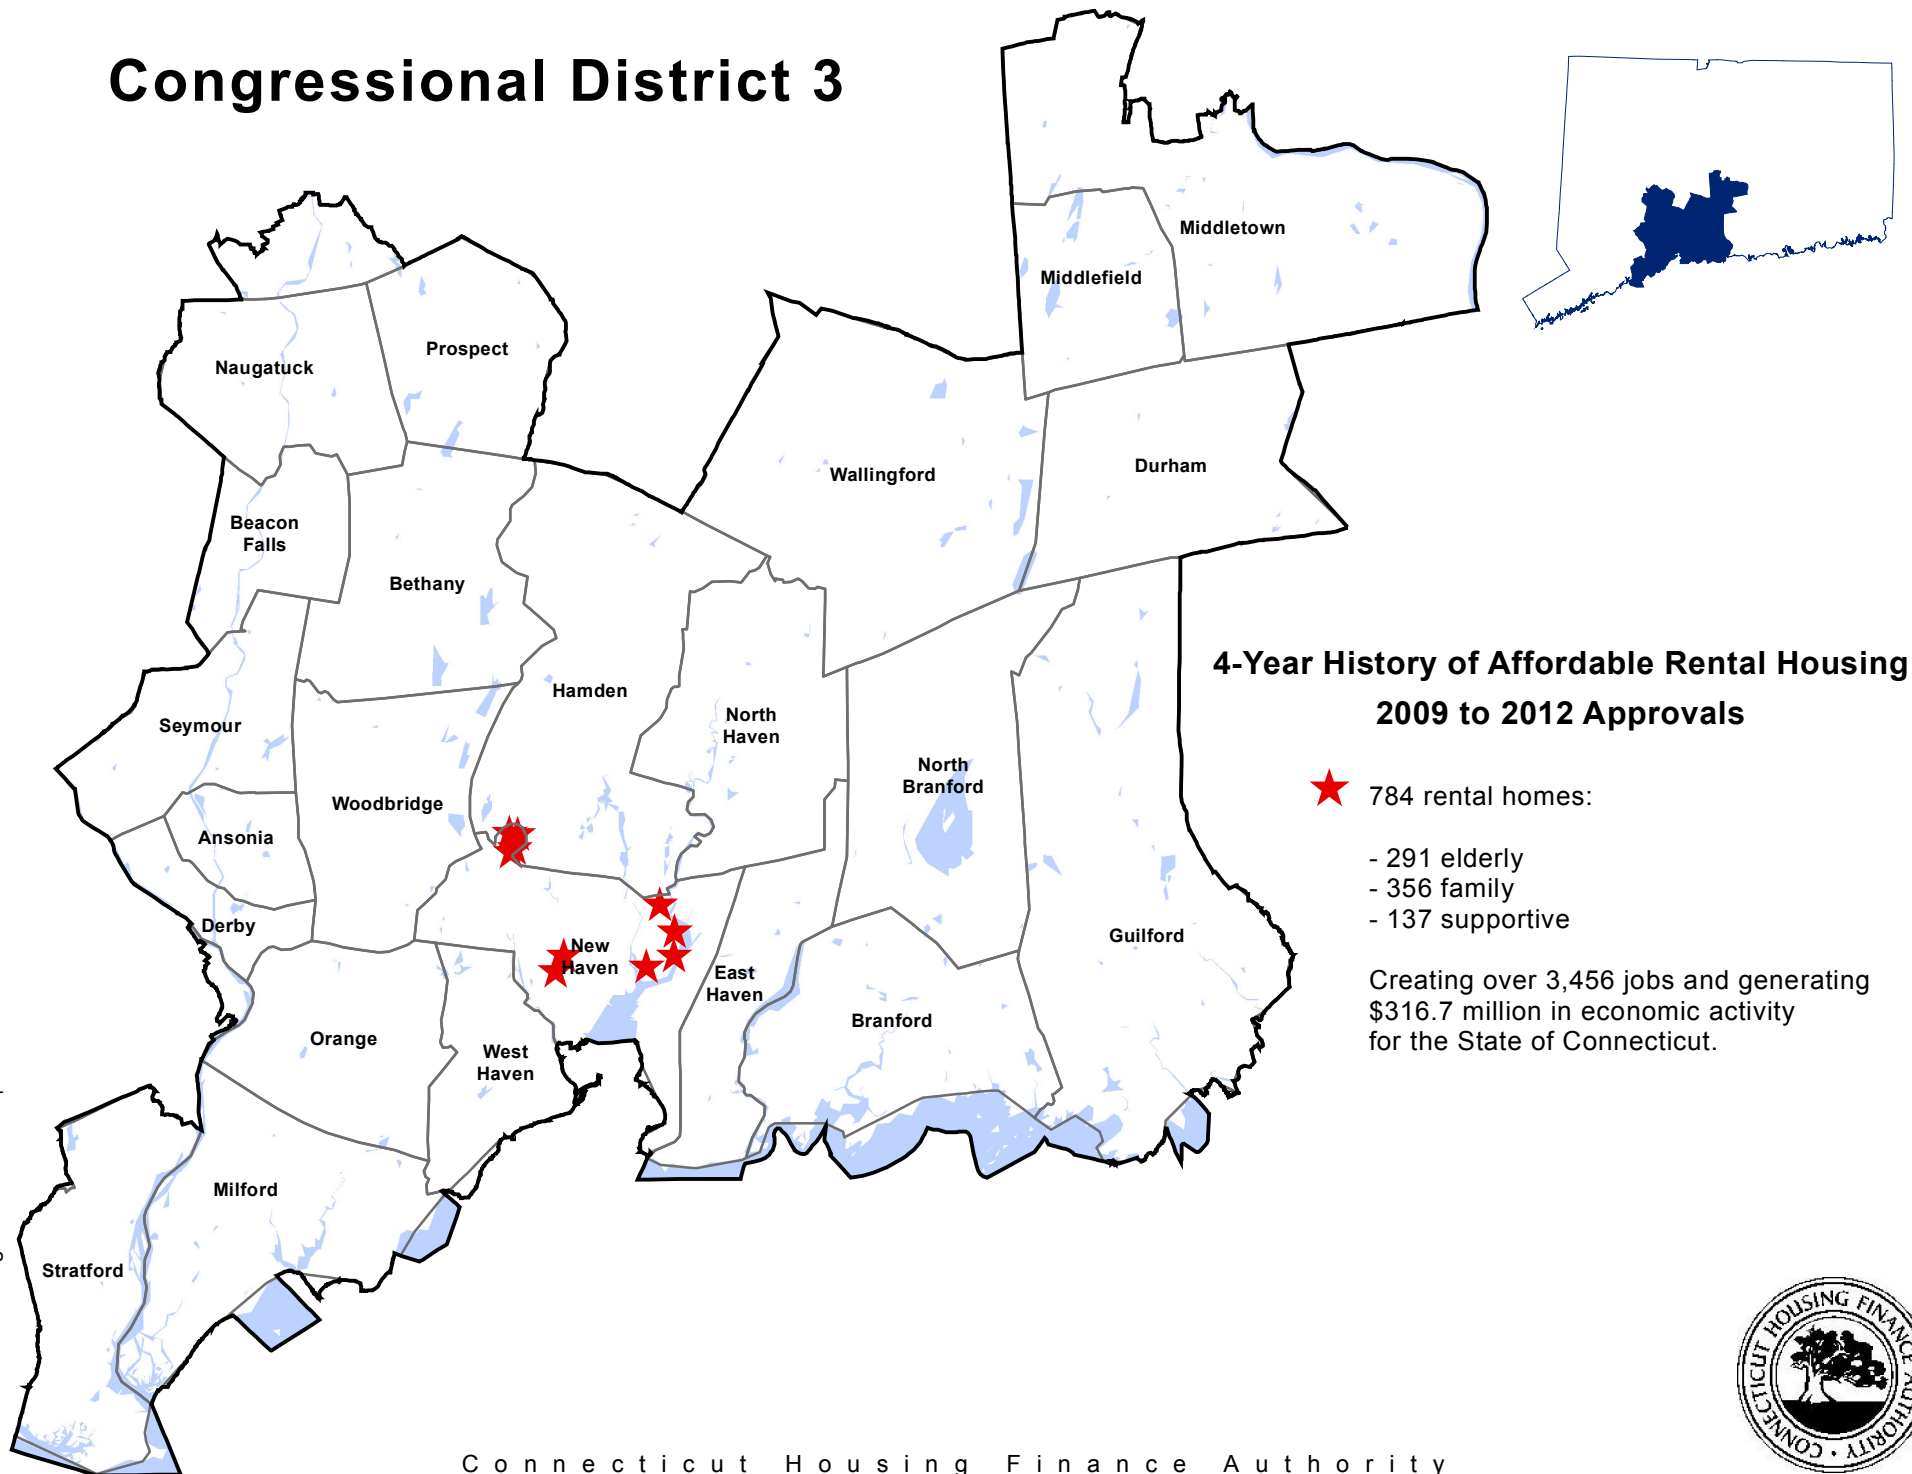 Congressional District 3
Middletown
Middlefield
Naugatuck
Prospect
Wallingford
Durham
Beacon
Falls
Bethany
Hamden
North
Haven
Seymour
Woodbridge
North
Branford
Ansonia
Derby
New
Haven
East
Haven
Guilford
Orange
West
Haven
Branford
Milford
Stratford
4-Year History of Affordable Rental Housing
2009 to 2012 Approvals
784 rental homes:
- 291 elderly
- 356 family
- 137 supportive
Creating over 3,456 jobs and generating
$316.7 million in economic activity
for the State of Connecticut.
CONNECTICUT HOUSING FINANCE AUTHORITY
Connecticut Housing Finance Authority